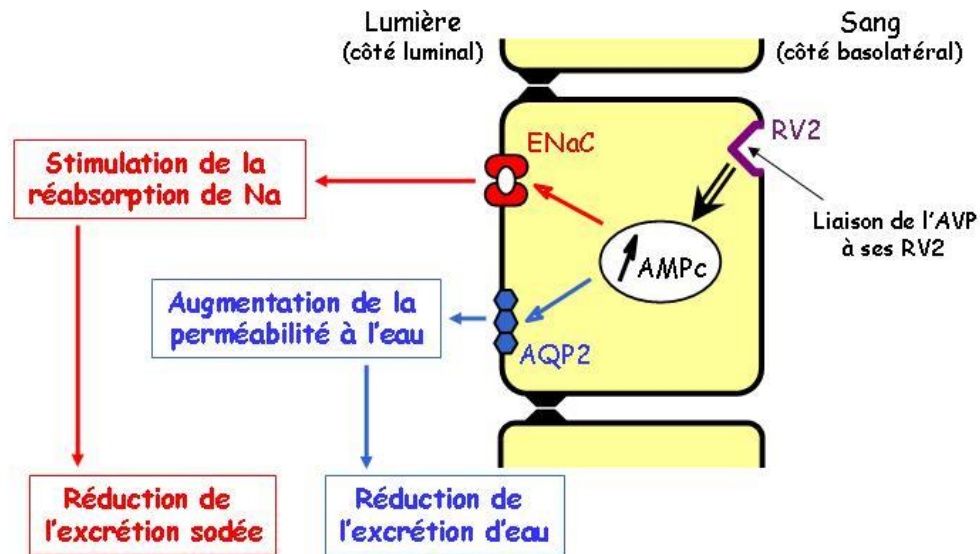 Lumière
(côté luminal)
Sang
(côté basolatéral)
ENaC
RV2
Stimulation de la
réabsorption de Na
Liaison de l'AVP
à ses RV2
AMPc
Augmentation de la
perméabilité à l'eau
AQP2
Réduction de
l'excrétion sodée
Réduction de
l'excrétion d'eau